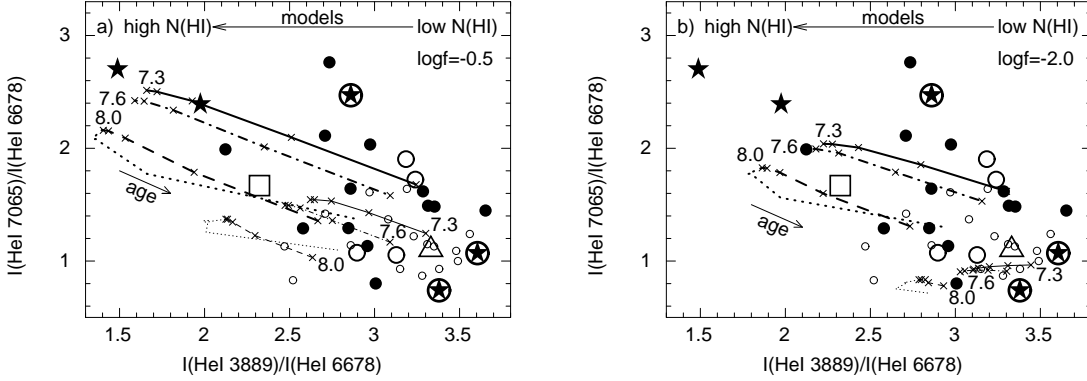 models
a) high N(HI) low N(HI)
logf=-0.5
7.3
7.6
8.0
age
7.3
7.6
8.0
3
2
1
1.5 2 2.5 3 3.5
I(HeI 7065)/I(HeI 6678)
I(HeI 3889)/I(HeI 6678)
models
b) high N(HI) low N(HI)
logf=-2.0
7.3
7.6
8.0
age
7.3
7.6
8.0
3
2
1
1.5 2 2.5 3 3.5
I(HeI 7065)/I(HeI 6678)
I(HeI 3889)/I(HeI 6678)